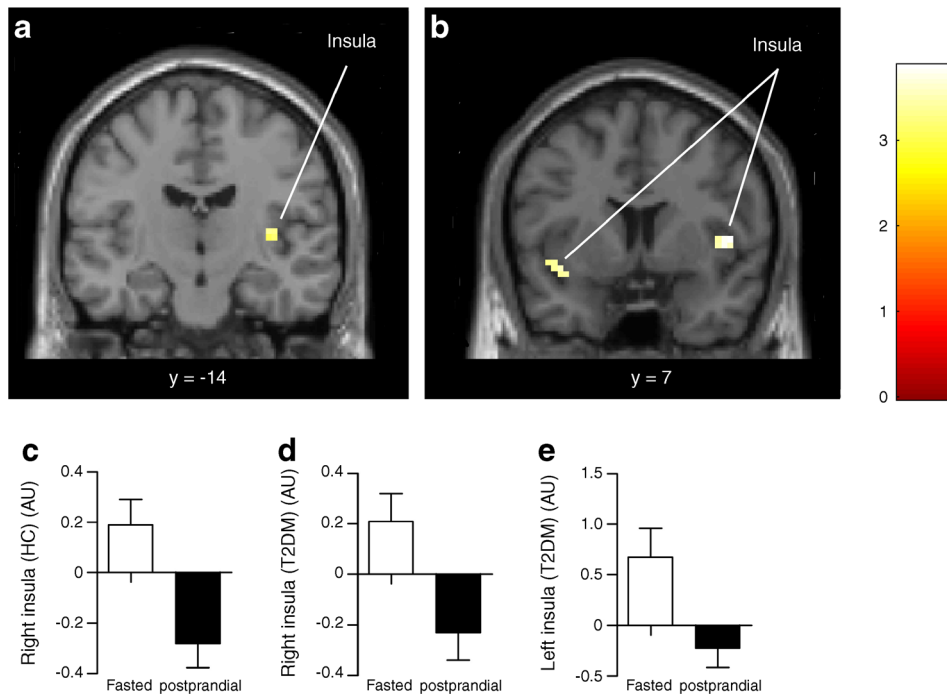 a
Insula
y = -14
b
Insula
y = 7
3
2
1
0
c
Right insula (HC) (AU)
0.4
0.2
0
-0.2
-0.4
Fasted postprandial
d
Right insula (T2DM) (AU)
0.4
0.2
0
-0.2
-0.4
Fasted postprandial
e
Left insula (T2DM) (AU)
1.5
1.0
0.5
0
-0.5
Fasted postprandial